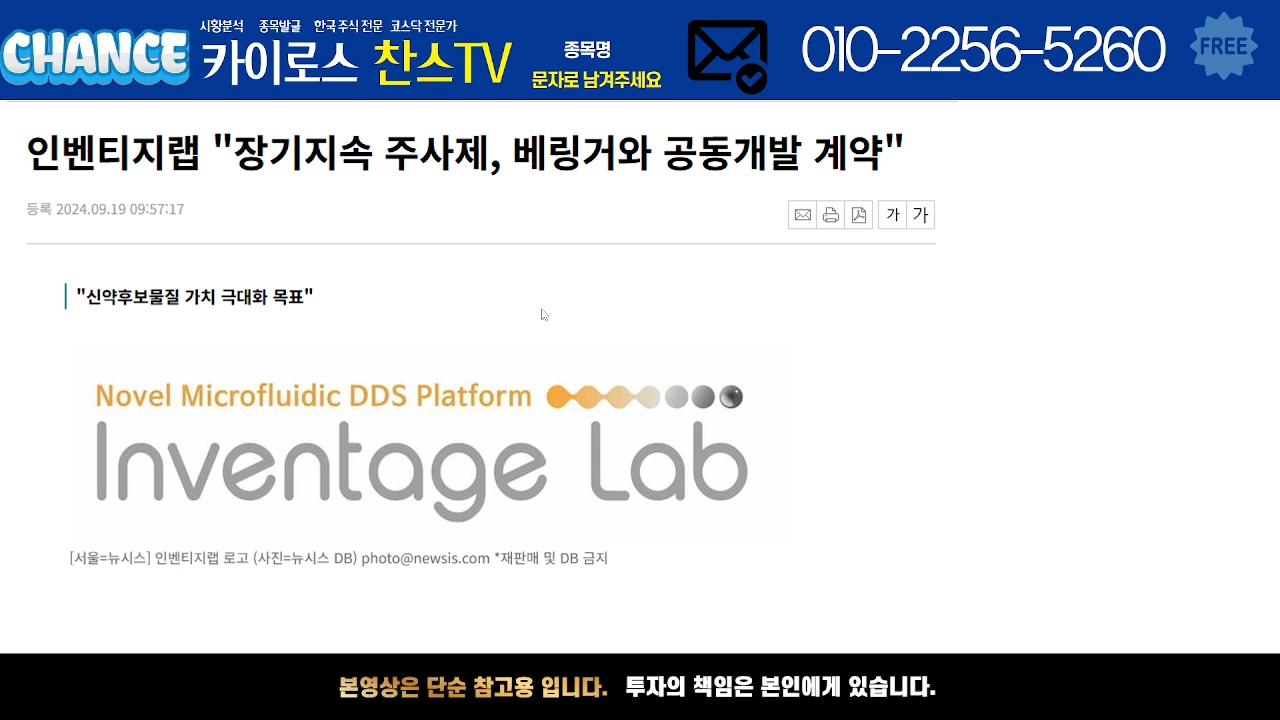 시황분석 종목발굴 한국 주식 전문 코스닥 전문가
CHANCE 카이로스 찬스TV
종목명
문자로 남겨주세요
010-2256-5260
FREE
인벤티지랩 "장기지속 주사제, 베링거와 공동개발 계약"
등록 2024.09.19 09:57:17
가 가
"신약후보물질 가치 극대화 목표"
Novel Microfluidic DDS Platform
Inventage Lab
[서울=뉴시스] 인벤티지랩 로고 (사진=뉴시스 DB) photo@newsis.com *재판매 및 DB 금지
본영상은 단순 참고용 입니다. 투자의 책임은 본인에게 있습니다.